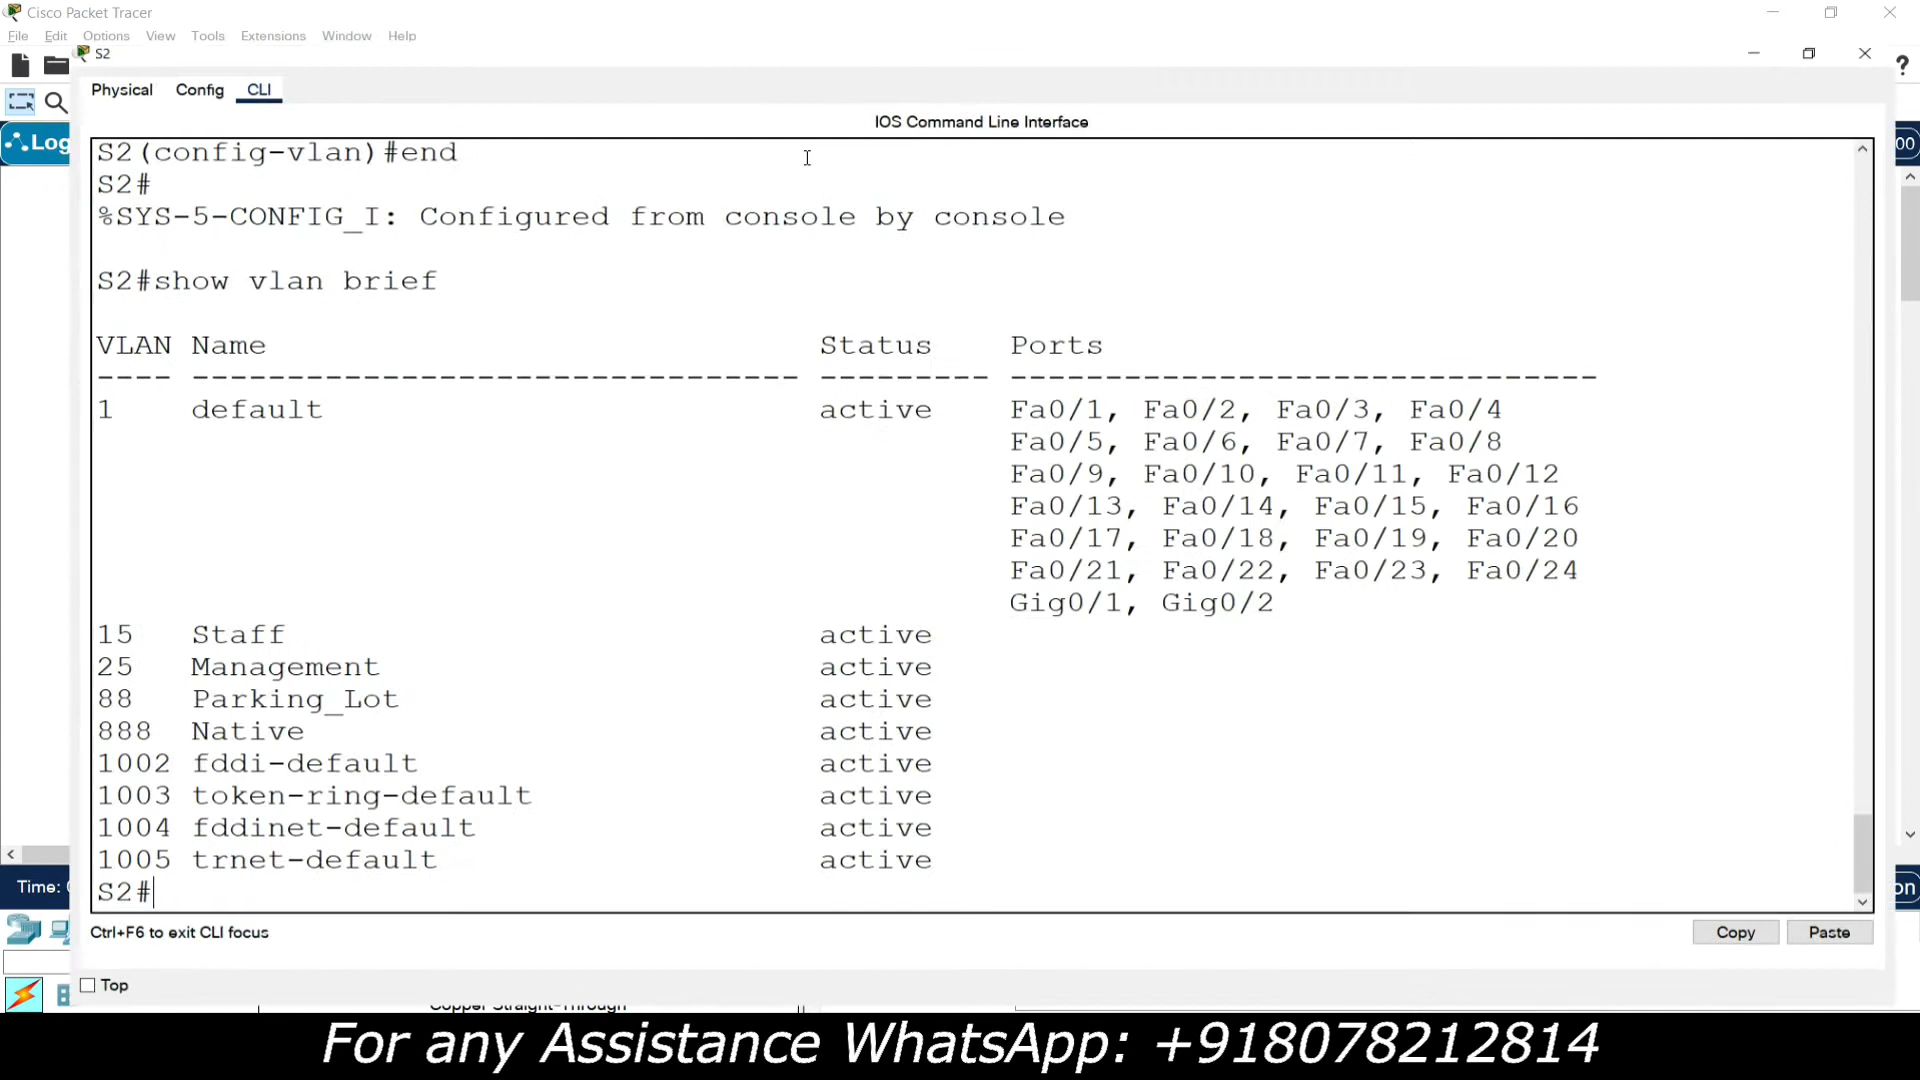 Cisco Packet Tracer
File Edit Options View Tools Extensions Window Help
S2
?
Physical Config CLI
Log
00
IOS Command Line Interface
S2(config-vlan)#end
S2#
%SYS-5-CONFIG_I: Configured from console by console
S2#show vlan brief
VLAN Name Status Ports
---- -------------------------------- --------- -------------------------------
1 default active Fa0/1, Fa0/2, Fa0/3, Fa0/4
Fa0/5, Fa0/6, Fa0/7, Fa0/8
Fa0/9, Fa0/10, Fa0/11, Fa0/12
Fa0/13, Fa0/14, Fa0/15, Fa0/16
Fa0/17, Fa0/18, Fa0/19, Fa0/20
Fa0/21, Fa0/22, Fa0/23, Fa0/24
Gig0/1, Gig0/2
15 Staff active
25 Management active
88 Parking_Lot active
888 Native active
1002 fddi-default active
1003 token-ring-default active
1004 fddinet-default active
1005 trnet-default active
S2#
Time:
on
Ctrl+F6 to exit CLI focus
Copy Paste
Top
Copper Straight-Through
For any Assistance WhatsApp: +918078212814